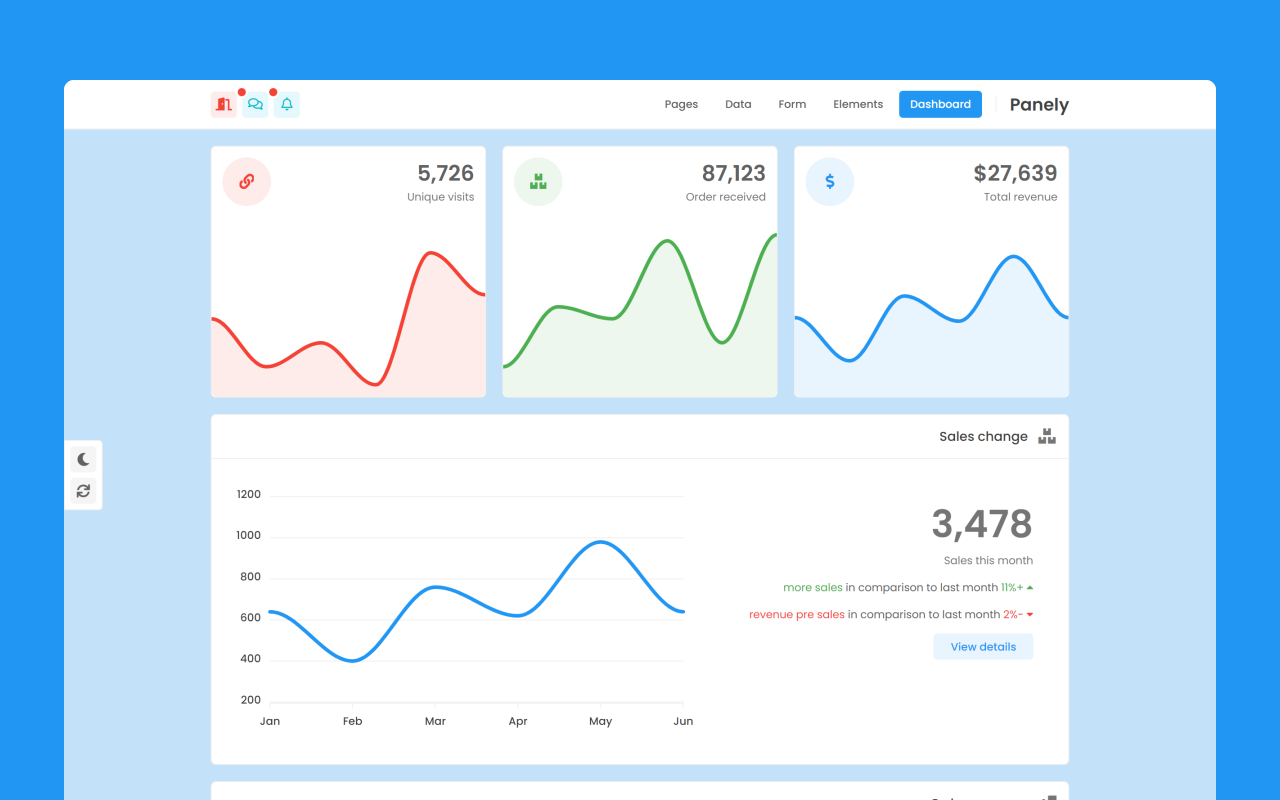 Pages Data Form Elements Dashboard Panely
5,726
Unique visits
87,123
Order received
$27,639
Total revenue
Sales change
1200
1000
800
600
400
200
Jan Feb Mar Apr May Jun
3,478
Sales this month
more sales in comparison to last month 11%+
revenue pre sales in comparison to last month 2%-
View details